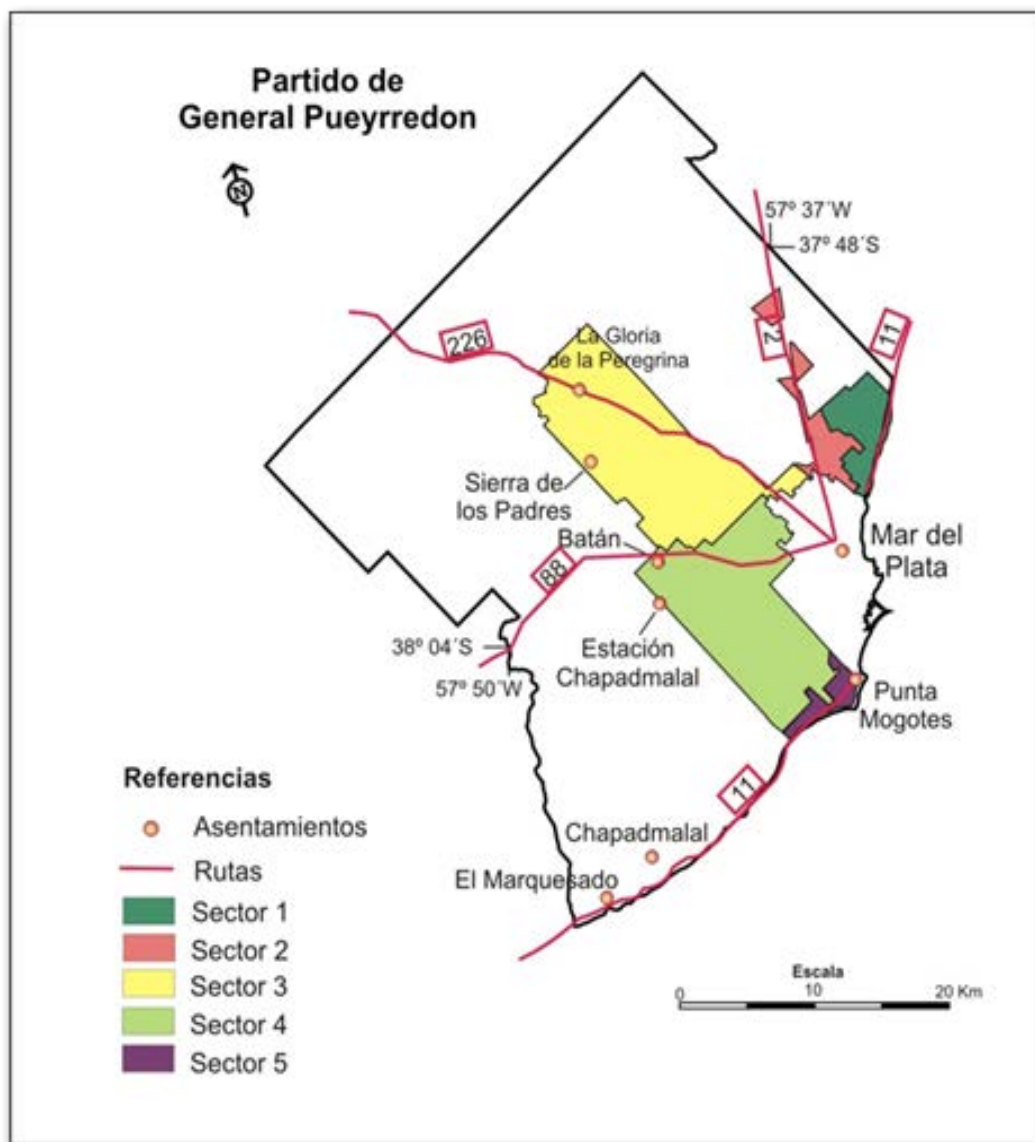 Partido de
General Pueyrredon
N
57º 37´W
37º 48´S
11
2
226
La Gloria
de la Peregrina
Sierra de
los Padres
Batán
Mar del
Plata
88
38º 04´S
57º 50´W
Estación
Chapadmalal
Punta
Mogotes
11
Chapadmalal
El Marquesado
Referencias
Asentamientos
Rutas
Sector 1
Sector 2
Sector 3
Sector 4
Sector 5
Escala
0 10 20 Km